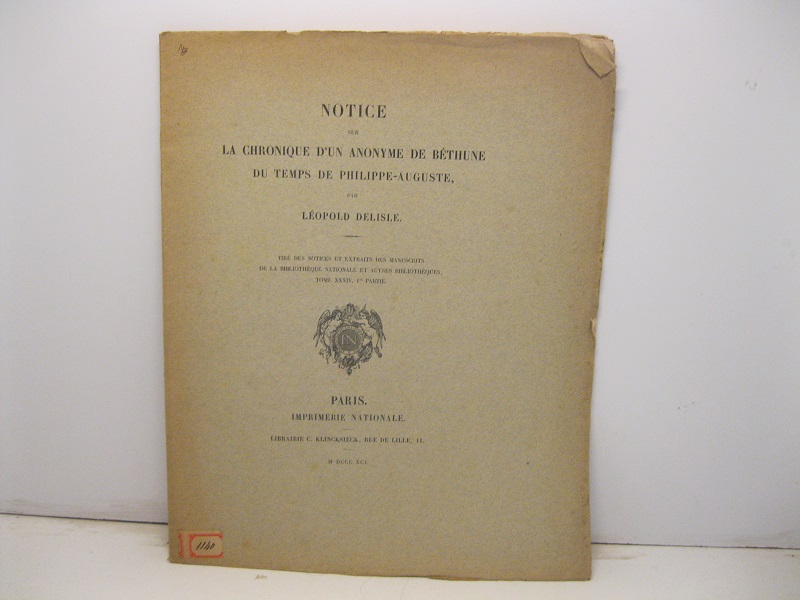 NOTICE
SUR
LA CHRONIQUE D'UN ANONYME DE BÉTHUNE
DU TEMPS DE PHILIPPE-AUGUSTE,
PAR
LÉOPOLD DELISLE.
TIRÉ DES NOTICES ET EXTRAITS DES MANUSCRITS
DE LA BIBLIOTHÈQUE NATIONALE ET AUTRES BIBLIOTHÈQUES,
TOME XXXIV, 1re PARTIE.
IN
PARIS.
IMPRIMERIE NATIONALE.
LIBRAIRIE C. KLINCKSIECK, RUE DE LILLE, 11.
M DCCC XCI.
1140